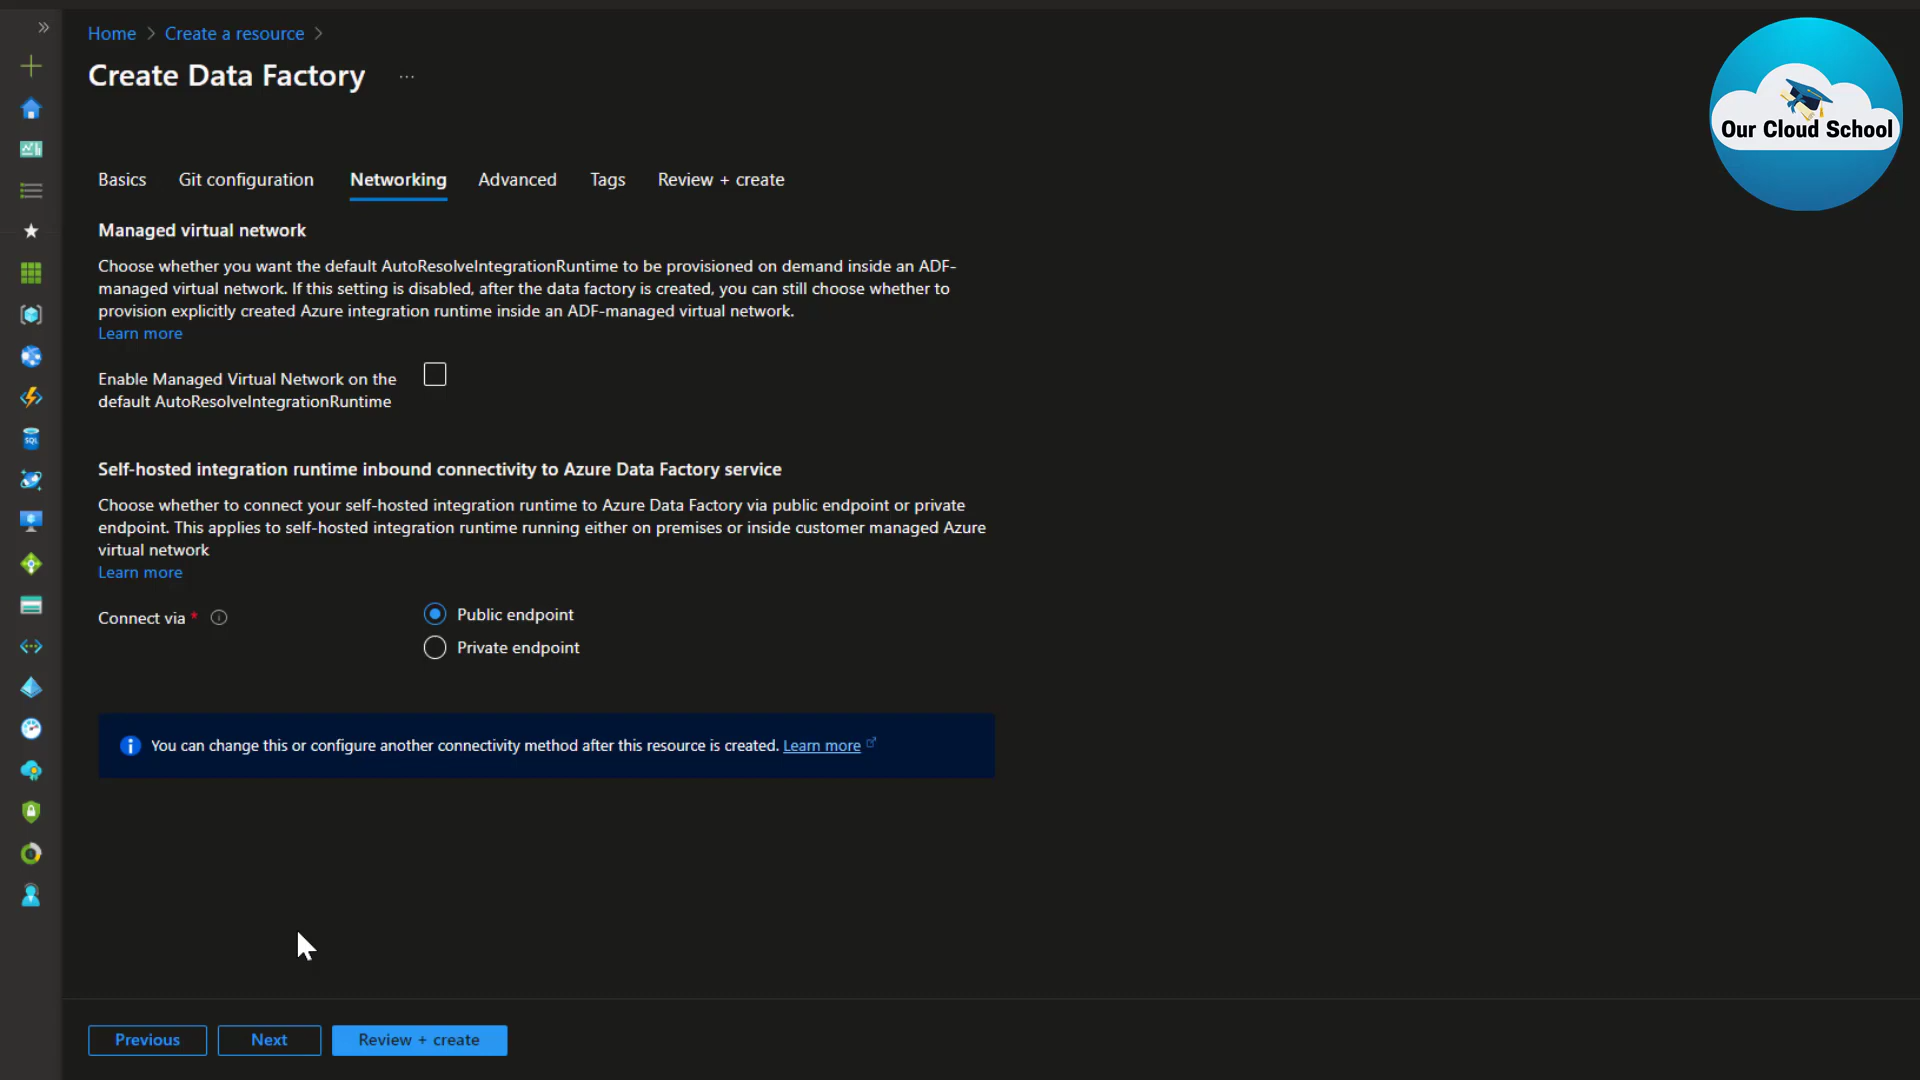 Home > Create a resource >
Create Data Factory ...
Our Cloud School
Basics Git configuration Networking Advanced Tags Review + create
Managed virtual network
Choose whether you want the default AutoResolveIntegrationRuntime to be provisioned on demand inside an ADF-
managed virtual network. If this setting is disabled, after the data factory is created, you can still choose whether to
provision explicitly created Azure integration runtime inside an ADF-managed virtual network.
Learn more
Enable Managed Virtual Network on the
default AutoResolveIntegrationRuntime
Self-hosted integration runtime inbound connectivity to Azure Data Factory service
Choose whether to connect your self-hosted integration runtime to Azure Data Factory via public endpoint or private
endpoint. This applies to self-hosted integration runtime running either on premises or inside customer managed Azure
virtual network
Learn more
Connect via *
Public endpoint
Private endpoint
You can change this or configure another connectivity method after this resource is created. Learn more
Previous Next Review + create
SQL